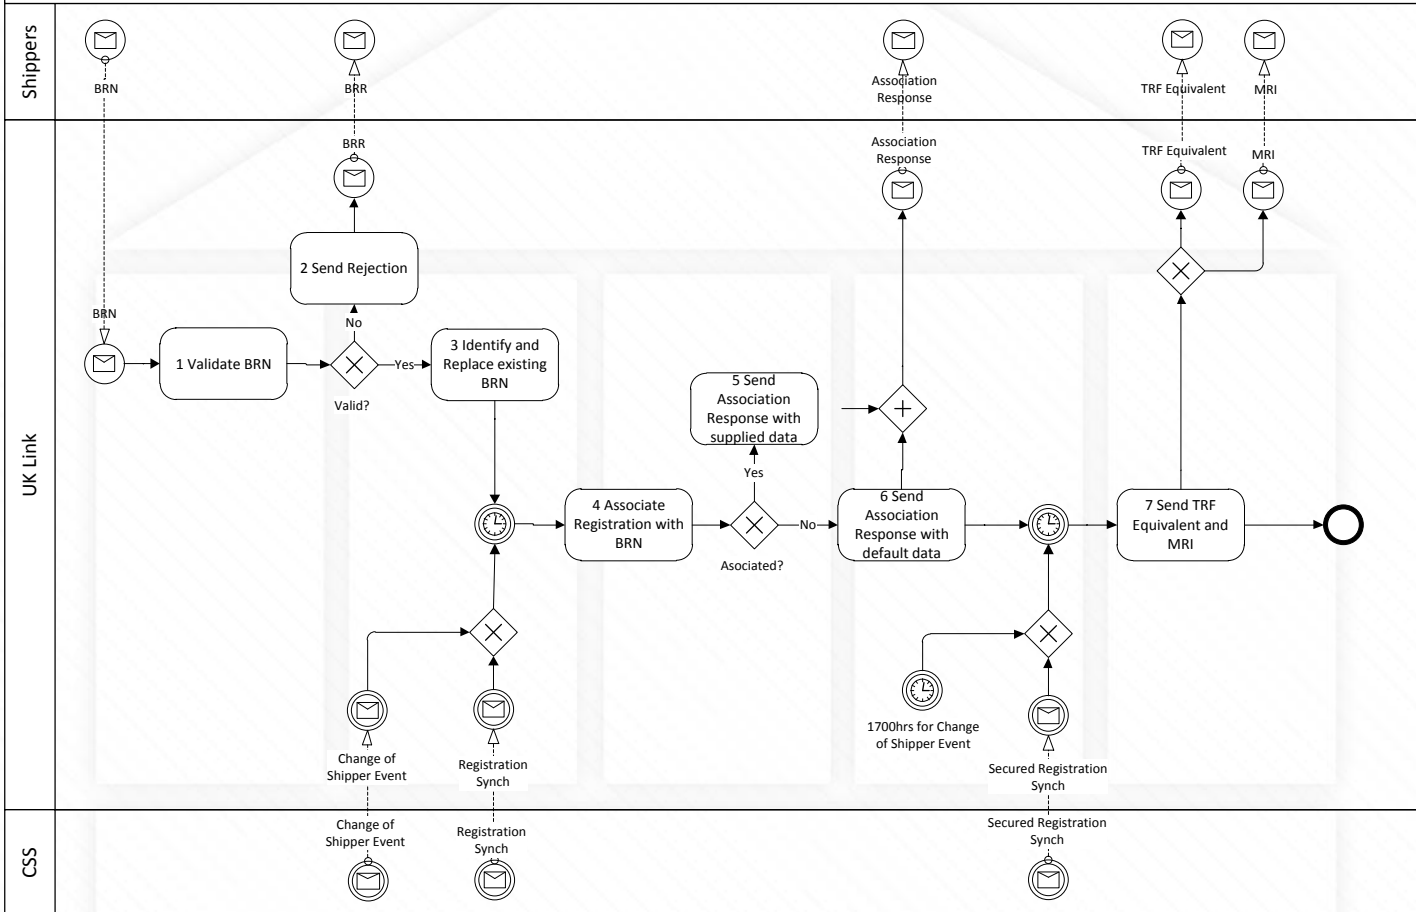 Shippers
BRN
BRR
Association
Response
TRF Equivalent
MRI
UK Link
BRR
Association
Response
TRF Equivalent
MRI
2 Send Rejection
BRN
No
1 Validate BRN
Yes
3 Identify and
Replace existing
BRN
Valid?
5 Send
Association
Response with
supplied data
Yes
4 Associate
Registration with
BRN
No
6 Send
Association
Response with
default data
7 Send TRF
Equivalent and
MRI
Asociated?
1700hrs for Change
of Shipper Event
Change of
Shipper Event
Registration
Synch
Secured Registration
Synch
CSS
Change of
Shipper Event
Registration
Synch
Secured Registration
Synch